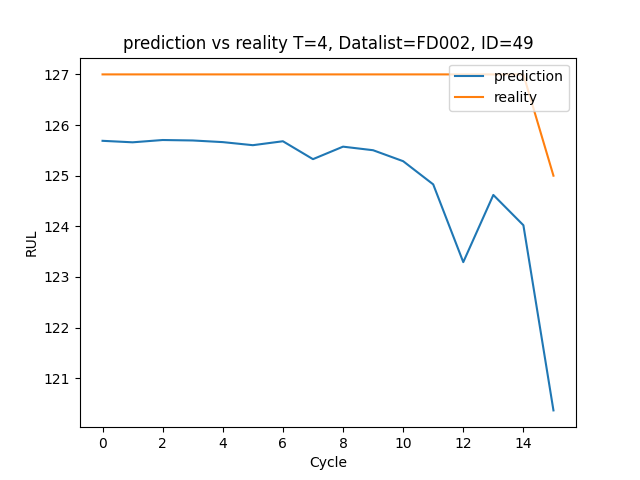 prediction vs reality T=4, Datalist=FD002, ID=49
127
126
125
124
123
122
121
RUL
prediction
reality
0 2 4 6 8 10 12 14
Cycle